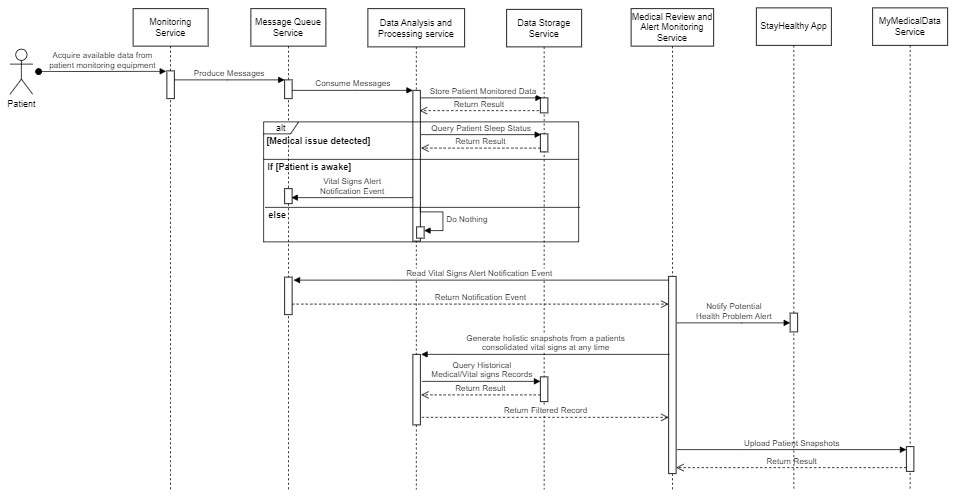 Monitoring
Service
Message Queue
Service
Data Analysis and
Processing service
Data Storage
Service
Medical Review and
Alert Monitoring
Service
StayHealthy App
MyMedicalData
Service
Patient
Acquire available data from
patient monitoring equipment
Produce Messages
Consume Messages
Store Patient Monitored Data
Return Result
alt
[Medical issue detected]
Query Patient Sleep Status
Return Result
If [Patient is awake]
Vital Signs Alert
Notification Event
else
Do Nothing
Read Vital Signs Alert Notification Event
Return Notification Event
Notify Potential
Health Problem Alert
Generate holistic snapshots from a patients
consolidated vital signs at any time
Query Historical
Medical/Vital signs Records
Return Result
Return Filtered Record
Upload Patient Snapshots
Return Result